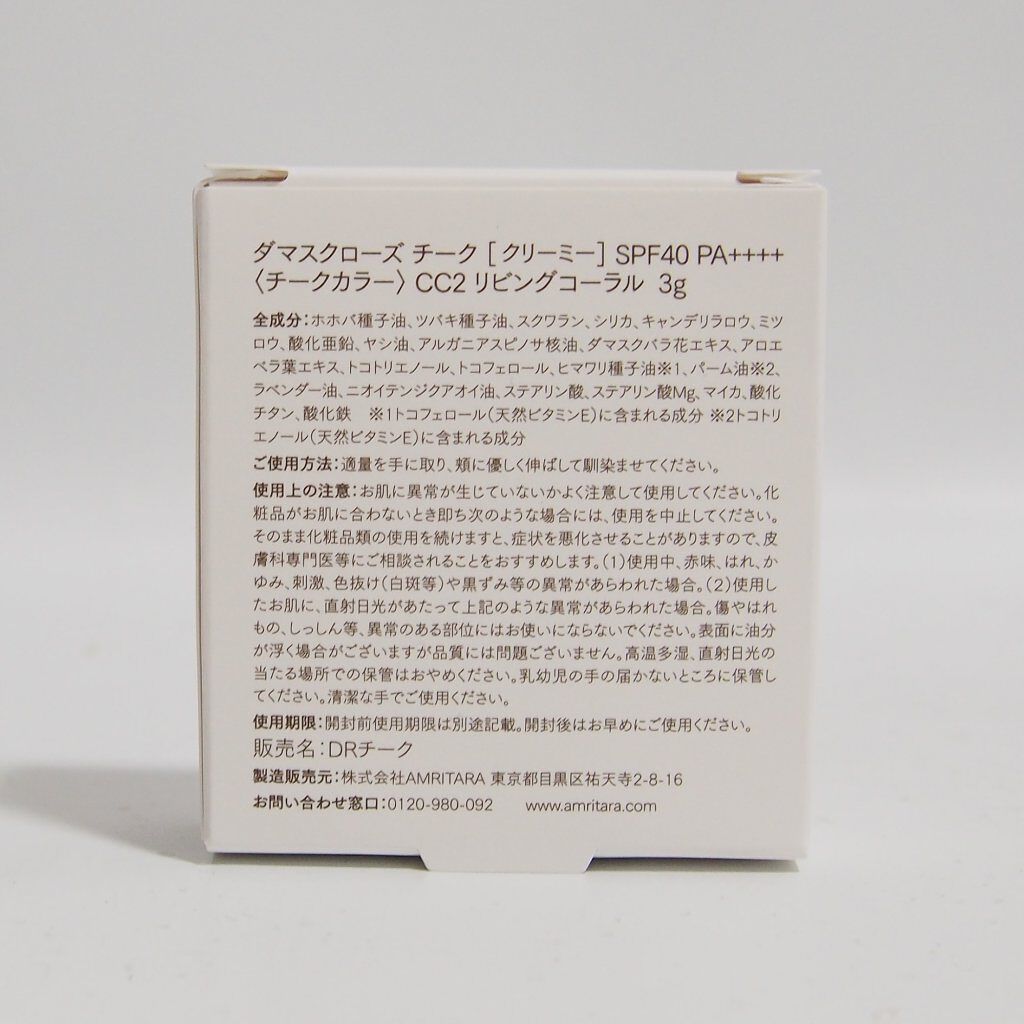 ダマスクローズ チーク [クリーミー] SPF40 PA++++
〈チークカラー〉 CC2 リビングコーラル 3g
全成分：ホホバ種子油、ツバキ種子油、スクワラン、シリカ、キャンデリラロウ、ミツ
ロウ、酸化亜鉛、ヤシ油、アルガニアスピノサ核油、ダマスクバラ花エキス、アロエ
ベラ葉エキス、トコトリエノール、トコフェロール、ヒマワリ種子油※1、パーム油※2、
ラベンダー油、ニオイテンジクアオイ油、ステアリン酸、ステアリン酸Mg、マイカ、酸化
チタン、酸化鉄　※1トコフェロール（天然ビタミンE）に含まれる成分 ※2トコトリ
エノール（天然ビタミンE）に含まれる成分
ご使用方法：適量を手に取り、頬に優しく伸ばして馴染ませてください。
使用上の注意：お肌に異常が生じていないかよく注意して使用してください。化
粧品がお肌に合わないとき即ち次のような場合には、使用を中止してください。
そのまま化粧品類の使用を続けますと、症状を悪化させることがありますので、皮
膚科専門医等にご相談されることをおすすめします。（1）使用中、赤味、はれ、か
ゆみ、刺激、色抜け（白斑等）や黒ずみ等の異常があらわれた場合。（2）使用し
たお肌に、直射日光があたって上記のような異常があらわれた場合。傷やはれ
もの、しっしん等、異常のある部位にはお使いにならないでください。表面に油分
が浮く場合がございますが品質には問題ございません。高温多湿、直射日光の
当たる場所での保管はおやめください。乳幼児の手の届かないところに保管し
てください。清潔な手でご使用ください。
使用期限：開封前使用期限は別途記載。開封後はお早めにご使用ください。
販売名：DRチーク
製造販売元：株式会社AMRITARA 東京都目黒区祐天寺2-8-16
お問い合わせ窓口：0120-980-092　www.amritara.com